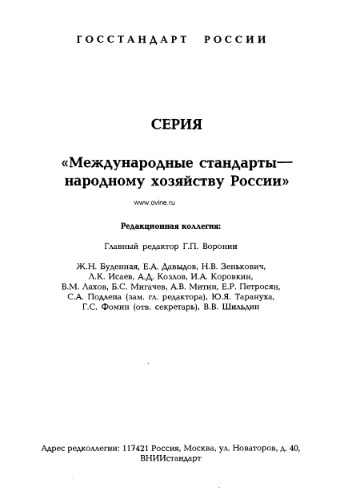 ГОССТАНДАРТ РОССИИ
СЕРИЯ
«Международные стандарты—
народному хозяйству России»
www.ovine.ru
Редакционная коллегия:
Главный редактор Г.П. Воронин
Ж.Н. Буденная, Е.А. Давыдов, Н.В. Зенькович,
Л.К. Исаев, А.Д. Козлов, И.А. Коровкин,
В.М. Лахов, Б.С. Мигачев, А.В. Митин, Е.Р. Петросян,
С.А. Подлепа (зам. гл. редактора), Ю.Я. Тарануха,
Г.С. Фомин (отв. секретарь), В.В. Шильдин
Адрес редколлегии: 117421 Россия, Москва, ул. Новаторов, д. 40,
ВНИИстандарт